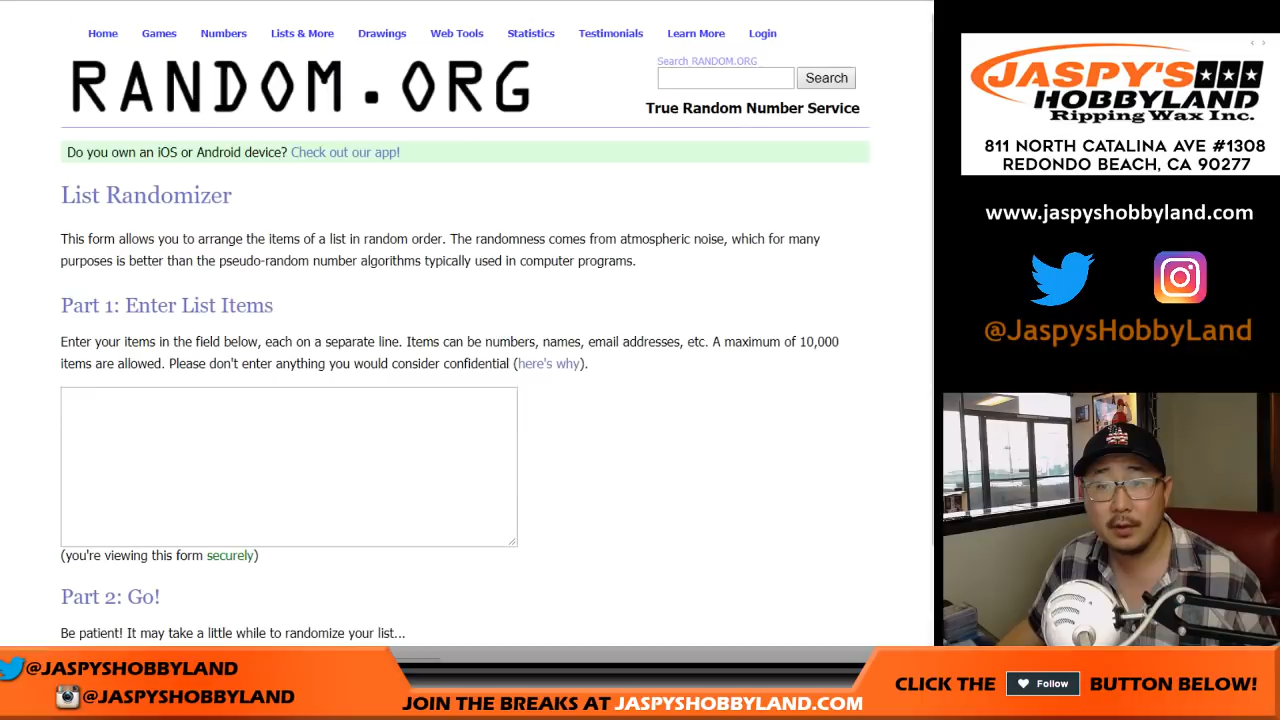 Home Games Numbers Lists & More Drawings Web Tools Statistics Testimonials Learn More Login
RANDOM.ORG
Search RANDOM.ORG
Search
True Random Number Service
Do you own an iOS or Android device? Check out our app!
List Randomizer
This form allows you to arrange the items of a list in random order. The randomness comes from atmospheric noise, which for many
purposes is better than the pseudo-random number algorithms typically used in computer programs.
Part 1: Enter List Items
Enter your items in the field below, each on a separate line. Items can be numbers, names, email addresses, etc. A maximum of 10,000
items are allowed. Please don't enter anything you would consider confidential (here's why).
(you're viewing this form securely)
Part 2: Go!
Be patient! It may take a little while to randomize your list...
JASPY'S
HOBBYLAND
Ripping Wax Inc.
811 NORTH CATALINA AVE #1308
REDONDO BEACH, CA 90277
www.jaspyshobbyland.com
@JaspysHobbyLand
@JASPYSHOBBYLAND
@JASPYSHOBBYLAND
JOIN THE BREAKS AT JASPYSHOBBYLAND.COM
CLICK THE Follow BUTTON BELOW!